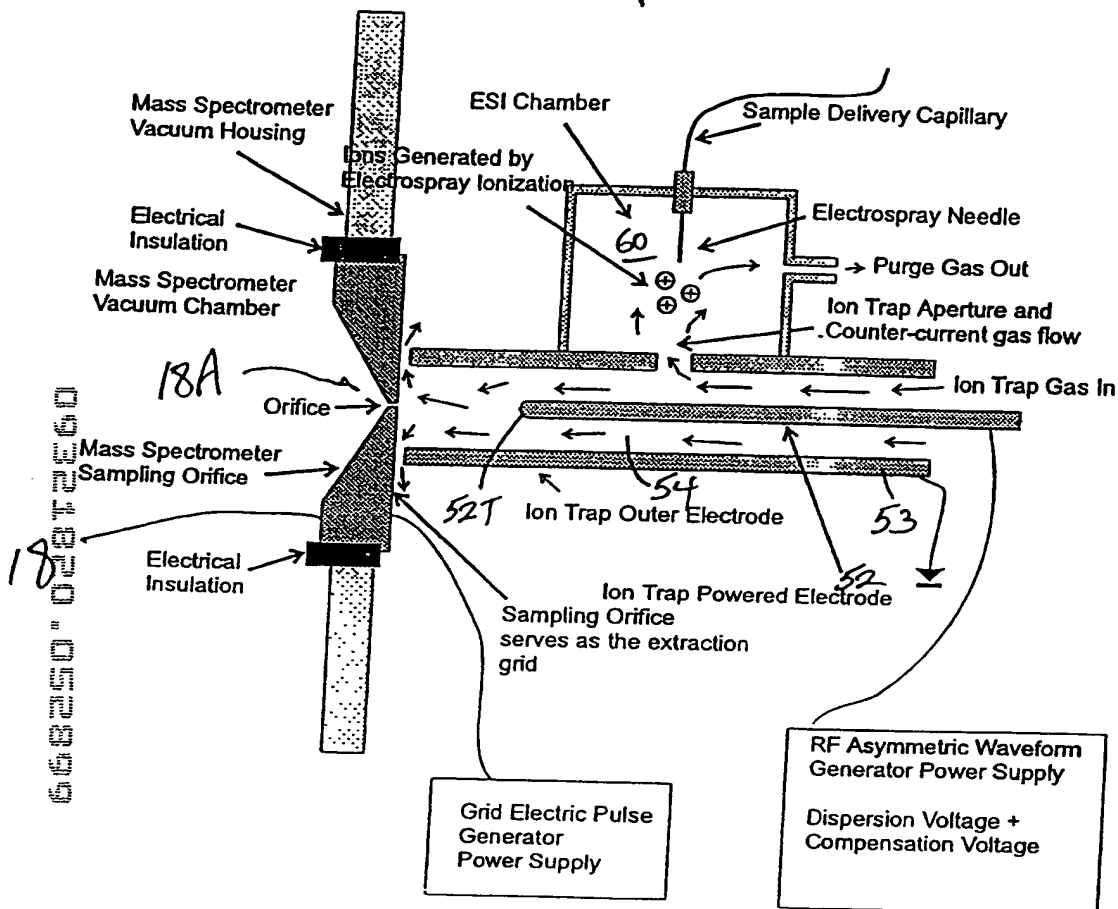 Mass Spectrometer
Vacuum Housing
ESI Chamber
Sample Delivery Capillary
Ions Generated by
Electrospray Ionization
Electrical
Insulation
60
Electrospray Needle
Mass Spectrometer
Vacuum Chamber
→ Purge Gas Out
Ion Trap Aperture and
Counter-current gas flow
18A
Orifice
Ion Trap Gas In
Mass Spectrometer
Sampling Orifice
52T
54
53
Ion Trap Outer Electrode
18
Electrical
Insulation
52
Ion Trap Powered Electrode
Sampling Orifice
serves as the extraction
grid
Grid Electric Pulse
Generator
Power Supply
RF Asymmetric Waveform
Generator Power Supply
Dispersion Voltage +
Compensation Voltage
09321820.052899